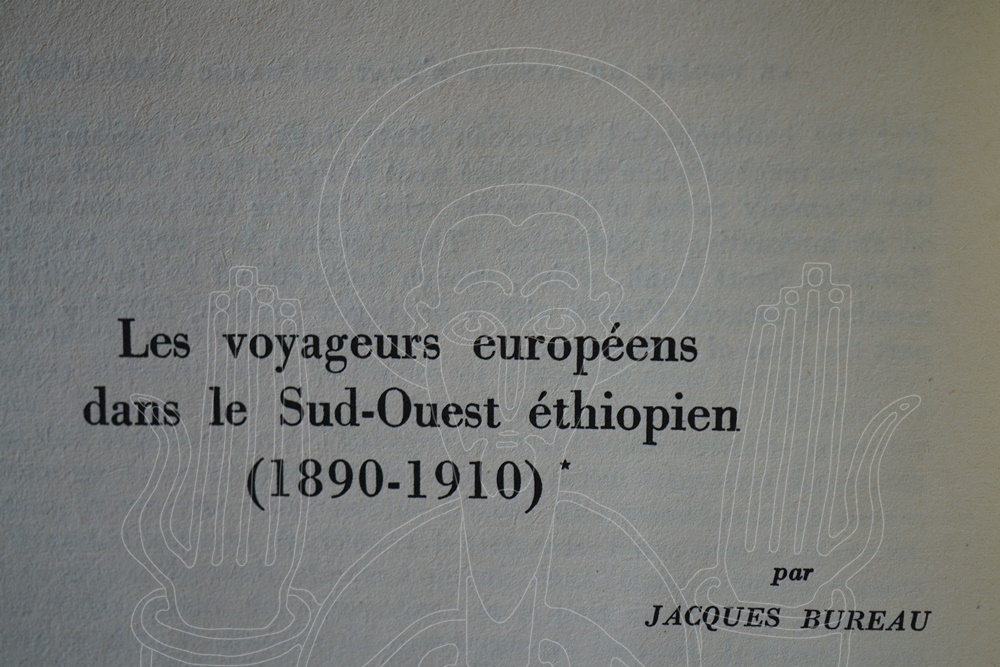 Les voyageurs européens
dans le Sud-Ouest éthiopien
(1890-1910)*
par
JACQUES BUREAU